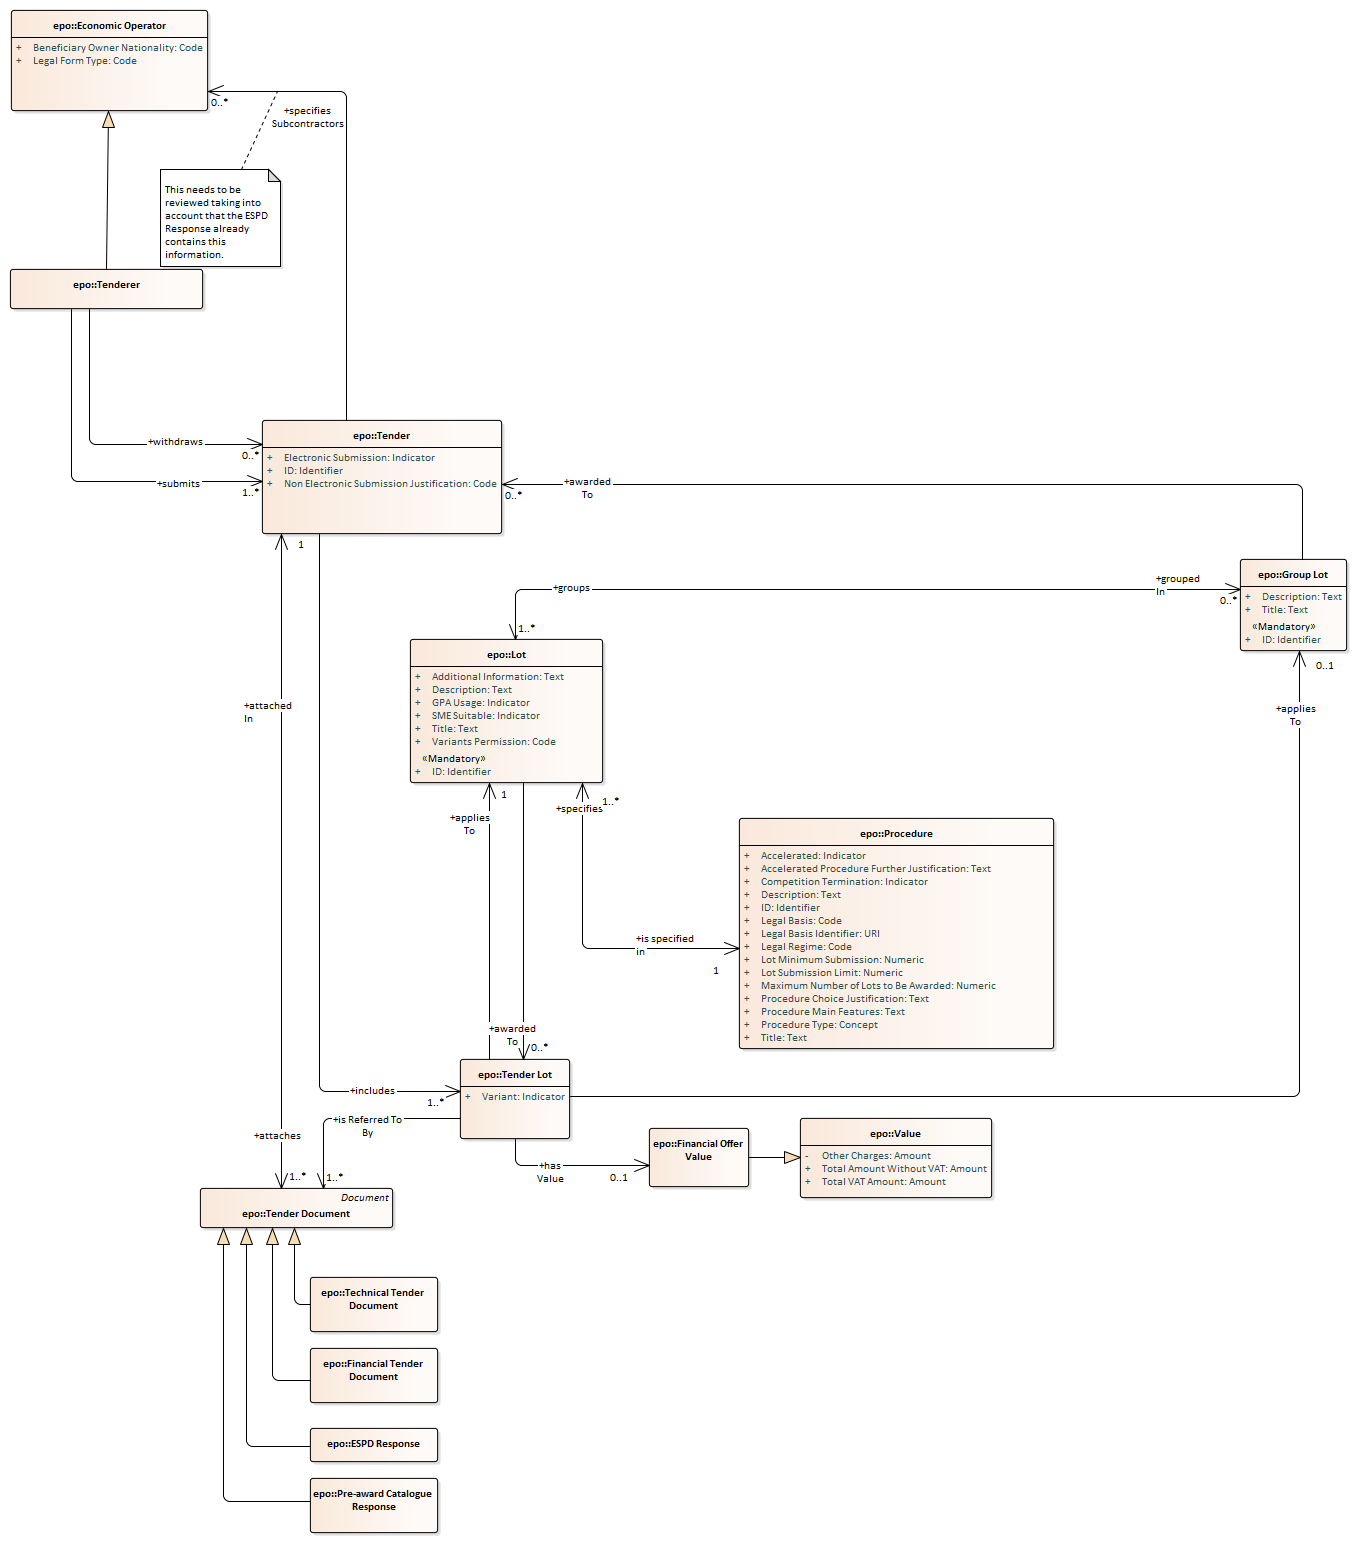 epo::Economic Operator
+ Beneficiary Owner Nationality: Code
+ Legal Form Type: Code
0..*
+specifies
Subcontractors
This needs to be
reviewed taking into
account that the ESPD
Response already
contains this
information.
epo::Tenderer
+withdraws
0..*
+submits
1..*
epo::Tender
+ Electronic Submission: Indicator
+ ID: Identifier
+ Non Electronic Submission Justification: Code
+awarded
To
0..*
1
epo::Group Lot
+ Description: Text
+ Title: Text
«Mandatory»
+ ID: Identifier
+groups
1..*
+grouped
In
0..*
0..1
+applies
To
epo::Lot
+ Additional Information: Text
+ Description: Text
+ GPA Usage: Indicator
+ SME Suitable: Indicator
+ Title: Text
+ Variants Permission: Code
«Mandatory»
+ ID: Identifier
+attached
In
1
+applies
To
+specifies
1..*
epo::Procedure
+ Accelerated: Indicator
+ Accelerated Procedure Further Justification: Text
+ Competition Termination: Indicator
+ Description: Text
+ ID: Identifier
+ Legal Basis: Code
+ Legal Basis Identifier: URI
+ Legal Regime: Code
+ Lot Minimum Submission: Numeric
+ Lot Submission Limit: Numeric
+ Maximum Number of Lots to Be Awarded: Numeric
+ Procedure Choice Justification: Text
+ Procedure Main Features: Text
+ Procedure Type: Concept
+ Title: Text
+is specified
in
1
+awarded
To
0..*
epo::Tender Lot
+ Variant: Indicator
+includes
1..*
+is Referred To
By
1..*
+attaches
1..*
+has
Value
0..1
epo::Financial Offer
Value
epo::Value
- Other Charges: Amount
+ Total Amount Without VAT: Amount
+ Total VAT Amount: Amount
Document
epo::Tender Document
epo::Technical Tender
Document
epo::Financial Tender
Document
epo::ESPD Response
epo::Pre-award Catalogue
Response